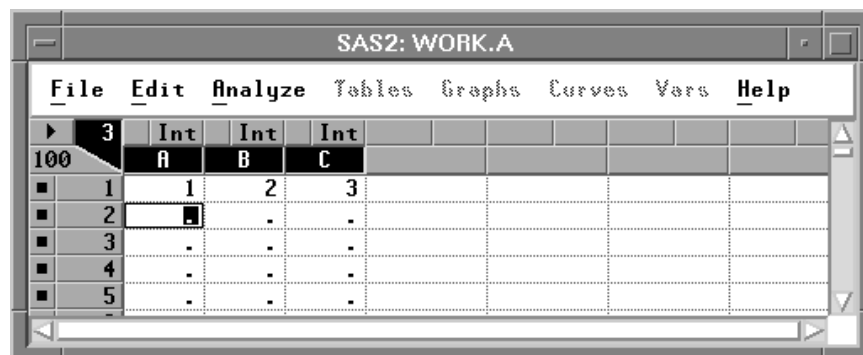 SAS2: WORK.A
File Edit Analyze Tables Graphs Curves Vars Help
3 Int Int Int
100 A B C
1 1 2 3
2 . . .
3 . . .
4 . . .
5 . . .